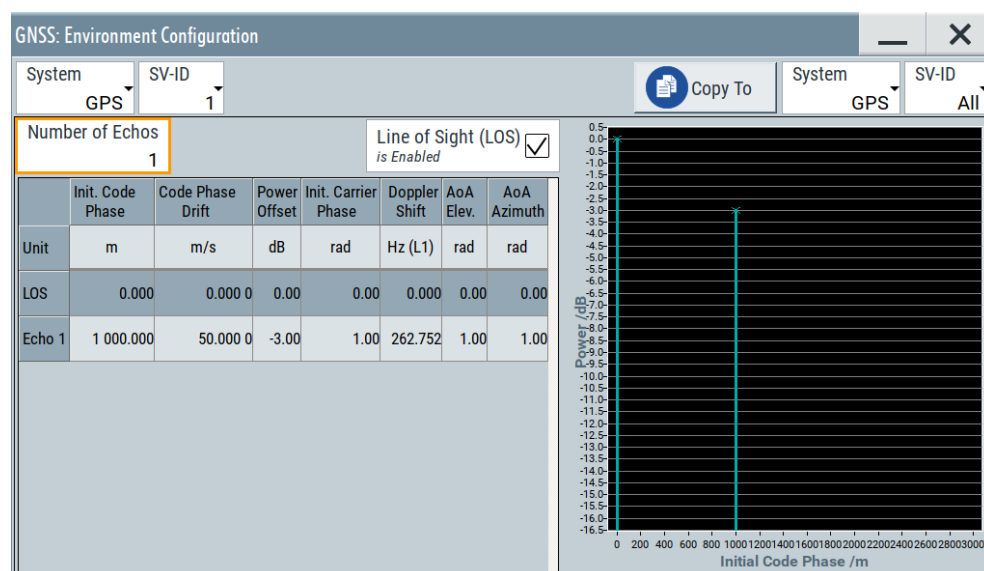 GNSS: Environment Configuration
System SV-ID Copy To System SV-ID
GPS 1 GPS All
Number of Echos
1
Line of Sight (LOS)
is Enabled
Init. Code Phase Code Phase Drift Power Offset Init. Carrier Phase Doppler Shift AoA Elev. AoA Azimuth
Unit m m/s dB rad Hz (L1) rad rad
LOS 0.000 0.000 0 0.00 0.00 0.000 0.00 0.00
Echo 1 1 000.000 50.000 0 -3.00 1.00 262.752 1.00 1.00
Power /dB
0.5
0.0
-0.5
-1.0
-1.5
-2.0
-2.5
-3.0
-3.5
-4.0
-4.5
-5.0
-5.5
-6.0
-6.5
-7.0
-7.5
-8.0
-8.5
-9.0
-9.5
-10.0
-10.5
-11.0
-11.5
-12.0
-12.5
-13.0
-13.5
-14.0
-14.5
-15.0
-15.5
-16.0
-16.5
0 200 400 600 800 1000 1200 1400 1600 1800 2000 2200 2400 2600 2800 3000
Initial Code Phase /m